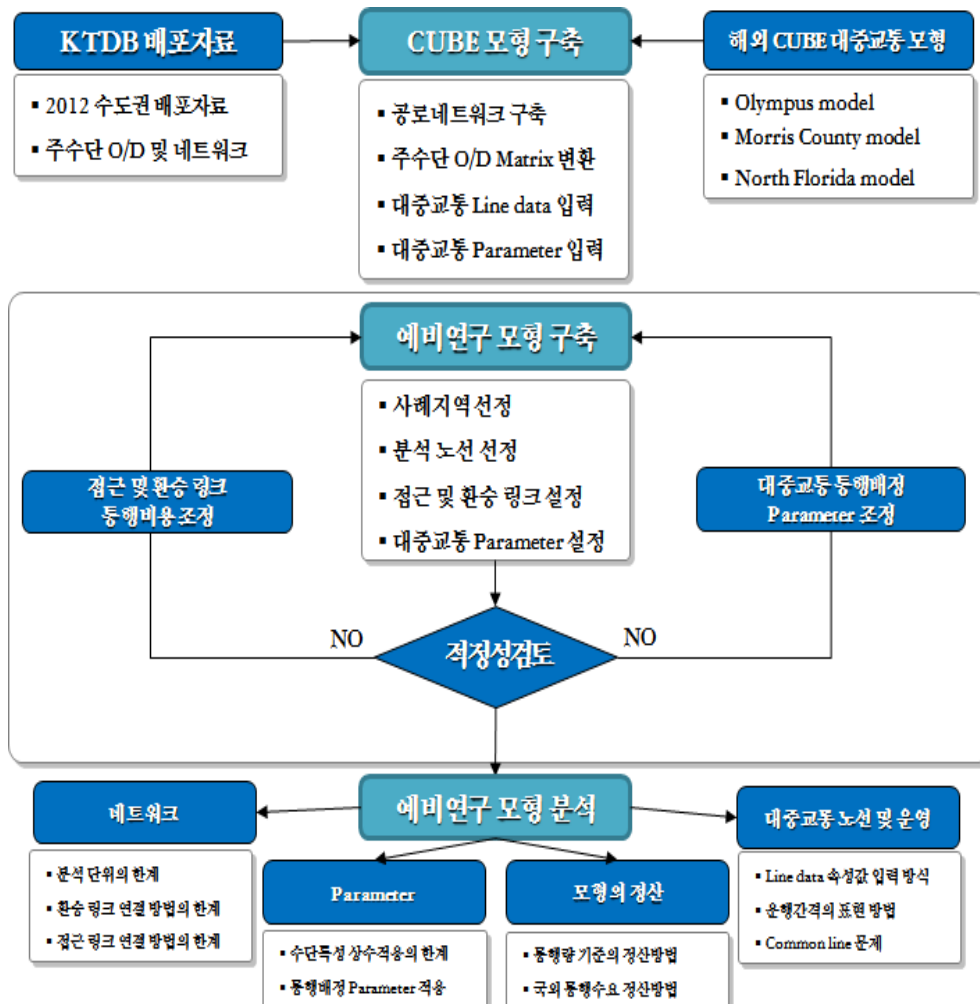 KTDB 배포자료
▪ 2012 수도권 배포자료
▪ 주수단 O/D 및 네트워크
CUBE 모형 구축
▪ 공로네트워크 구축
▪ 주수단 O/D Matrix 변환
▪ 대중교통 Line data 입력
▪ 대중교통 Parameter 입력
해외 CUBE 대중교통 모형
▪ Olympus model
▪ Morris County model
▪ North Florida model
예비연구 모형 구축
▪ 사례지역선정
▪ 분석 노선 선정
▪ 접근 및 환승 링크 설정
▪ 대중교통 Parameter 설정
접근 및 환승 링크
통행비용조정
대중교통 통행배정
Parameter 조정
NO
적정성검토
NO
예비연구 모형 분석
네트워크
▪ 분석 단위의 한계
▪ 환승 링크 연결 방법의 한계
▪ 접근 링크 연결 방법의 한계
Parameter
▪ 수단특성 상수적용의 한계
▪ 통행배정 Parameter 적용
모형의 정산
▪ 통행량 기준의 정산방법
▪ 국외 통행수요 정산방법
대중교통 노선 및 운영
▪ Line data 속성값 입력 방식
▪ 운행간격의 표현 방법
▪ Common line 문제